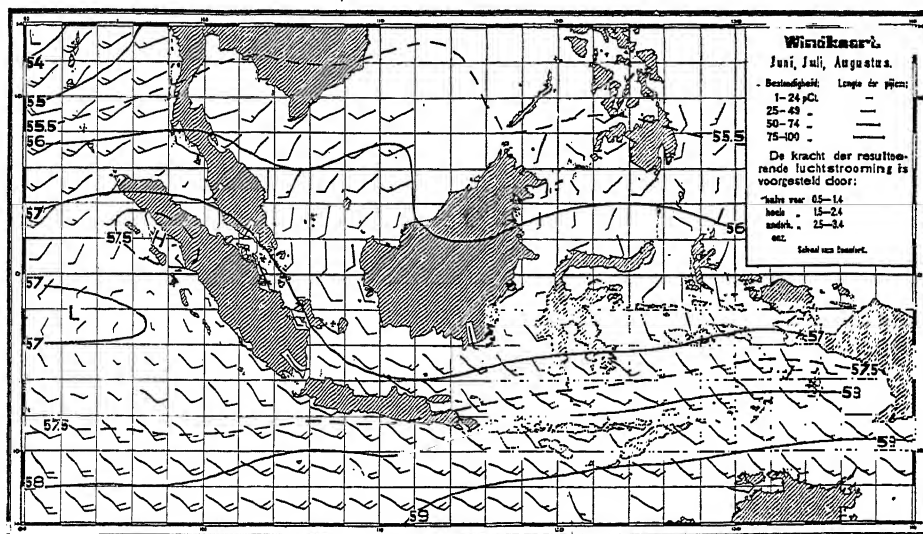 Windkaart.
Juni, Juli, Augustus.
Bestendigheid: Lengte der pijlen:
1-24 pCt.
25-49 „
50-74 „
75-100 „
De kracht der resultee-
rende luchtstrooming is
voorgesteld door:
halve veer 0.5-1.4
heele „ 1.5-2.4
anderh. „ 2.5-3.4
enz.
Schaal van Beaufort.
L
54
55
55.5
56
55.5
57
57.5
56
57
L
57
57
57.5
58
57.5
59
58
59